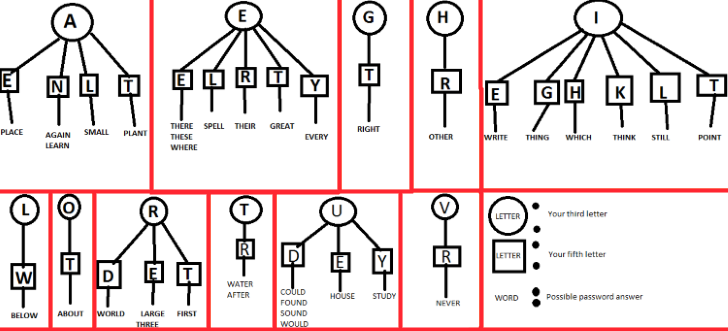 A
E N L T
PLACE
AGAIN
LEARN
SMALL
PLANT
E
E L R T Y
THERE
THESE
WHERE
SPELL
THEIR
GREAT
EVERY
G
T
RIGHT
H
R
OTHER
I
E G H K L T
WRITE
THING
WHICH
THINK
STILL
POINT
L
W
BELOW
O
T
ABOUT
R
D E T
WORLD
LARGE
THREE
FIRST
T
R
WATER
AFTER
U
D E Y
COULD
FOUND
SOUND
WOULD
HOUSE
STUDY
V
R
NEVER
LETTER : Your third letter
LETTER : Your fifth letter
WORD : Possible password answer